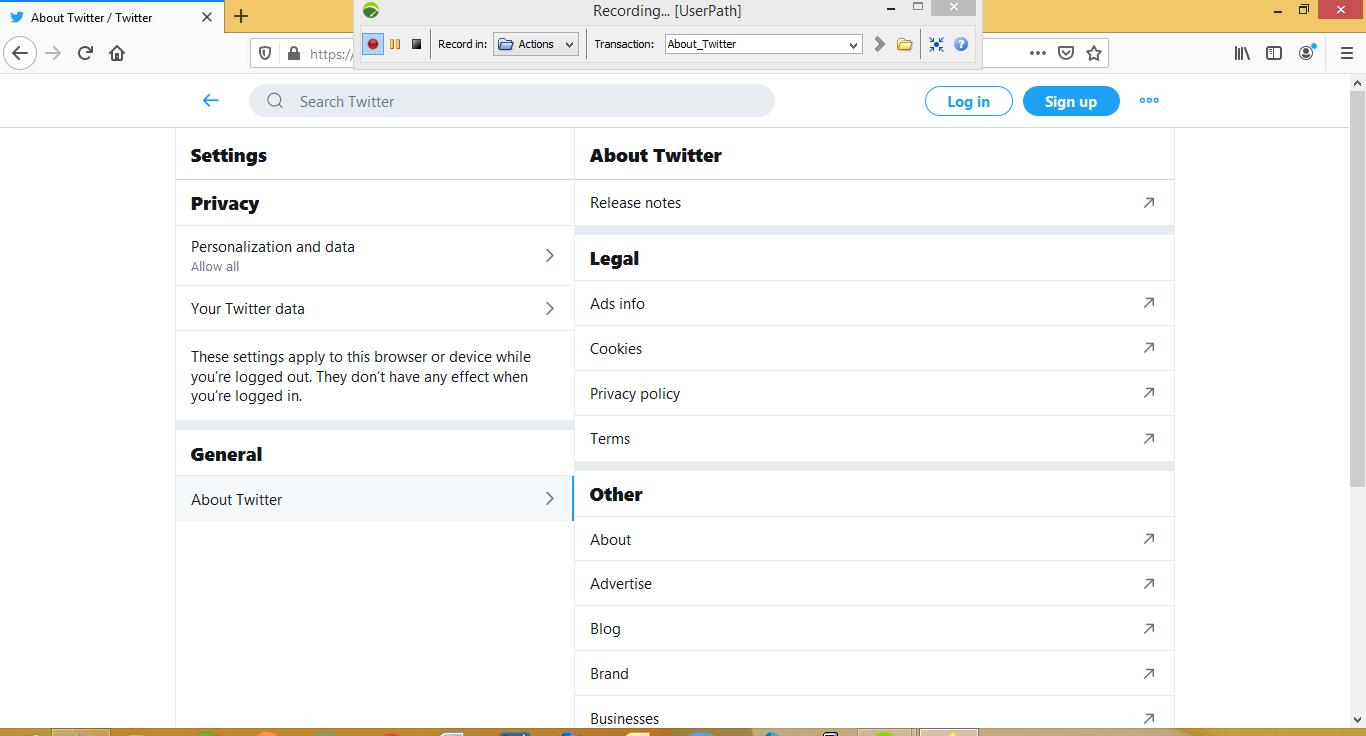 About Twitter / Twitter
Recording... [UserPath]
Record in:
Actions
Transaction:
About_Twitter
https:/
Search Twitter
Log in
Sign up
Settings
Privacy
Personalization and data
Allow all
Your Twitter data
These settings apply to this browser or device while
you're logged out. They don't have any effect when
you're logged in.
General
About Twitter
About Twitter
Release notes
Legal
Ads info
Cookies
Privacy policy
Terms
Other
About
Advertise
Blog
Brand
Businesses